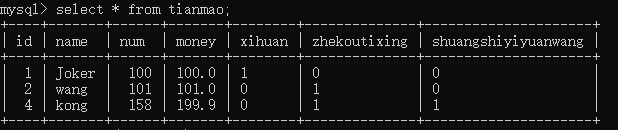 mysql> select * from tianmao;
+----+-------+-----+-------+--------+--------------+---------------------+
| id | name | num | money | xihuan | zhekoutixing | shuangshiyiyuanwang |
+----+-------+-----+-------+--------+--------------+---------------------+
| 1 | Joker | 100 | 100.0 | 1 | 0 | 0 |
| 2 | wang | 101 | 101.0 | 0 | 1 | 0 |
| 4 | kong | 158 | 199.9 | 0 | 1 | 1 |
+----+-------+-----+-------+--------+--------------+---------------------+